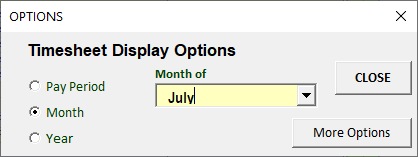 OPTIONS
Timesheet Display Options
Pay Period
Month of
July
CLOSE
Month
Year
More Options